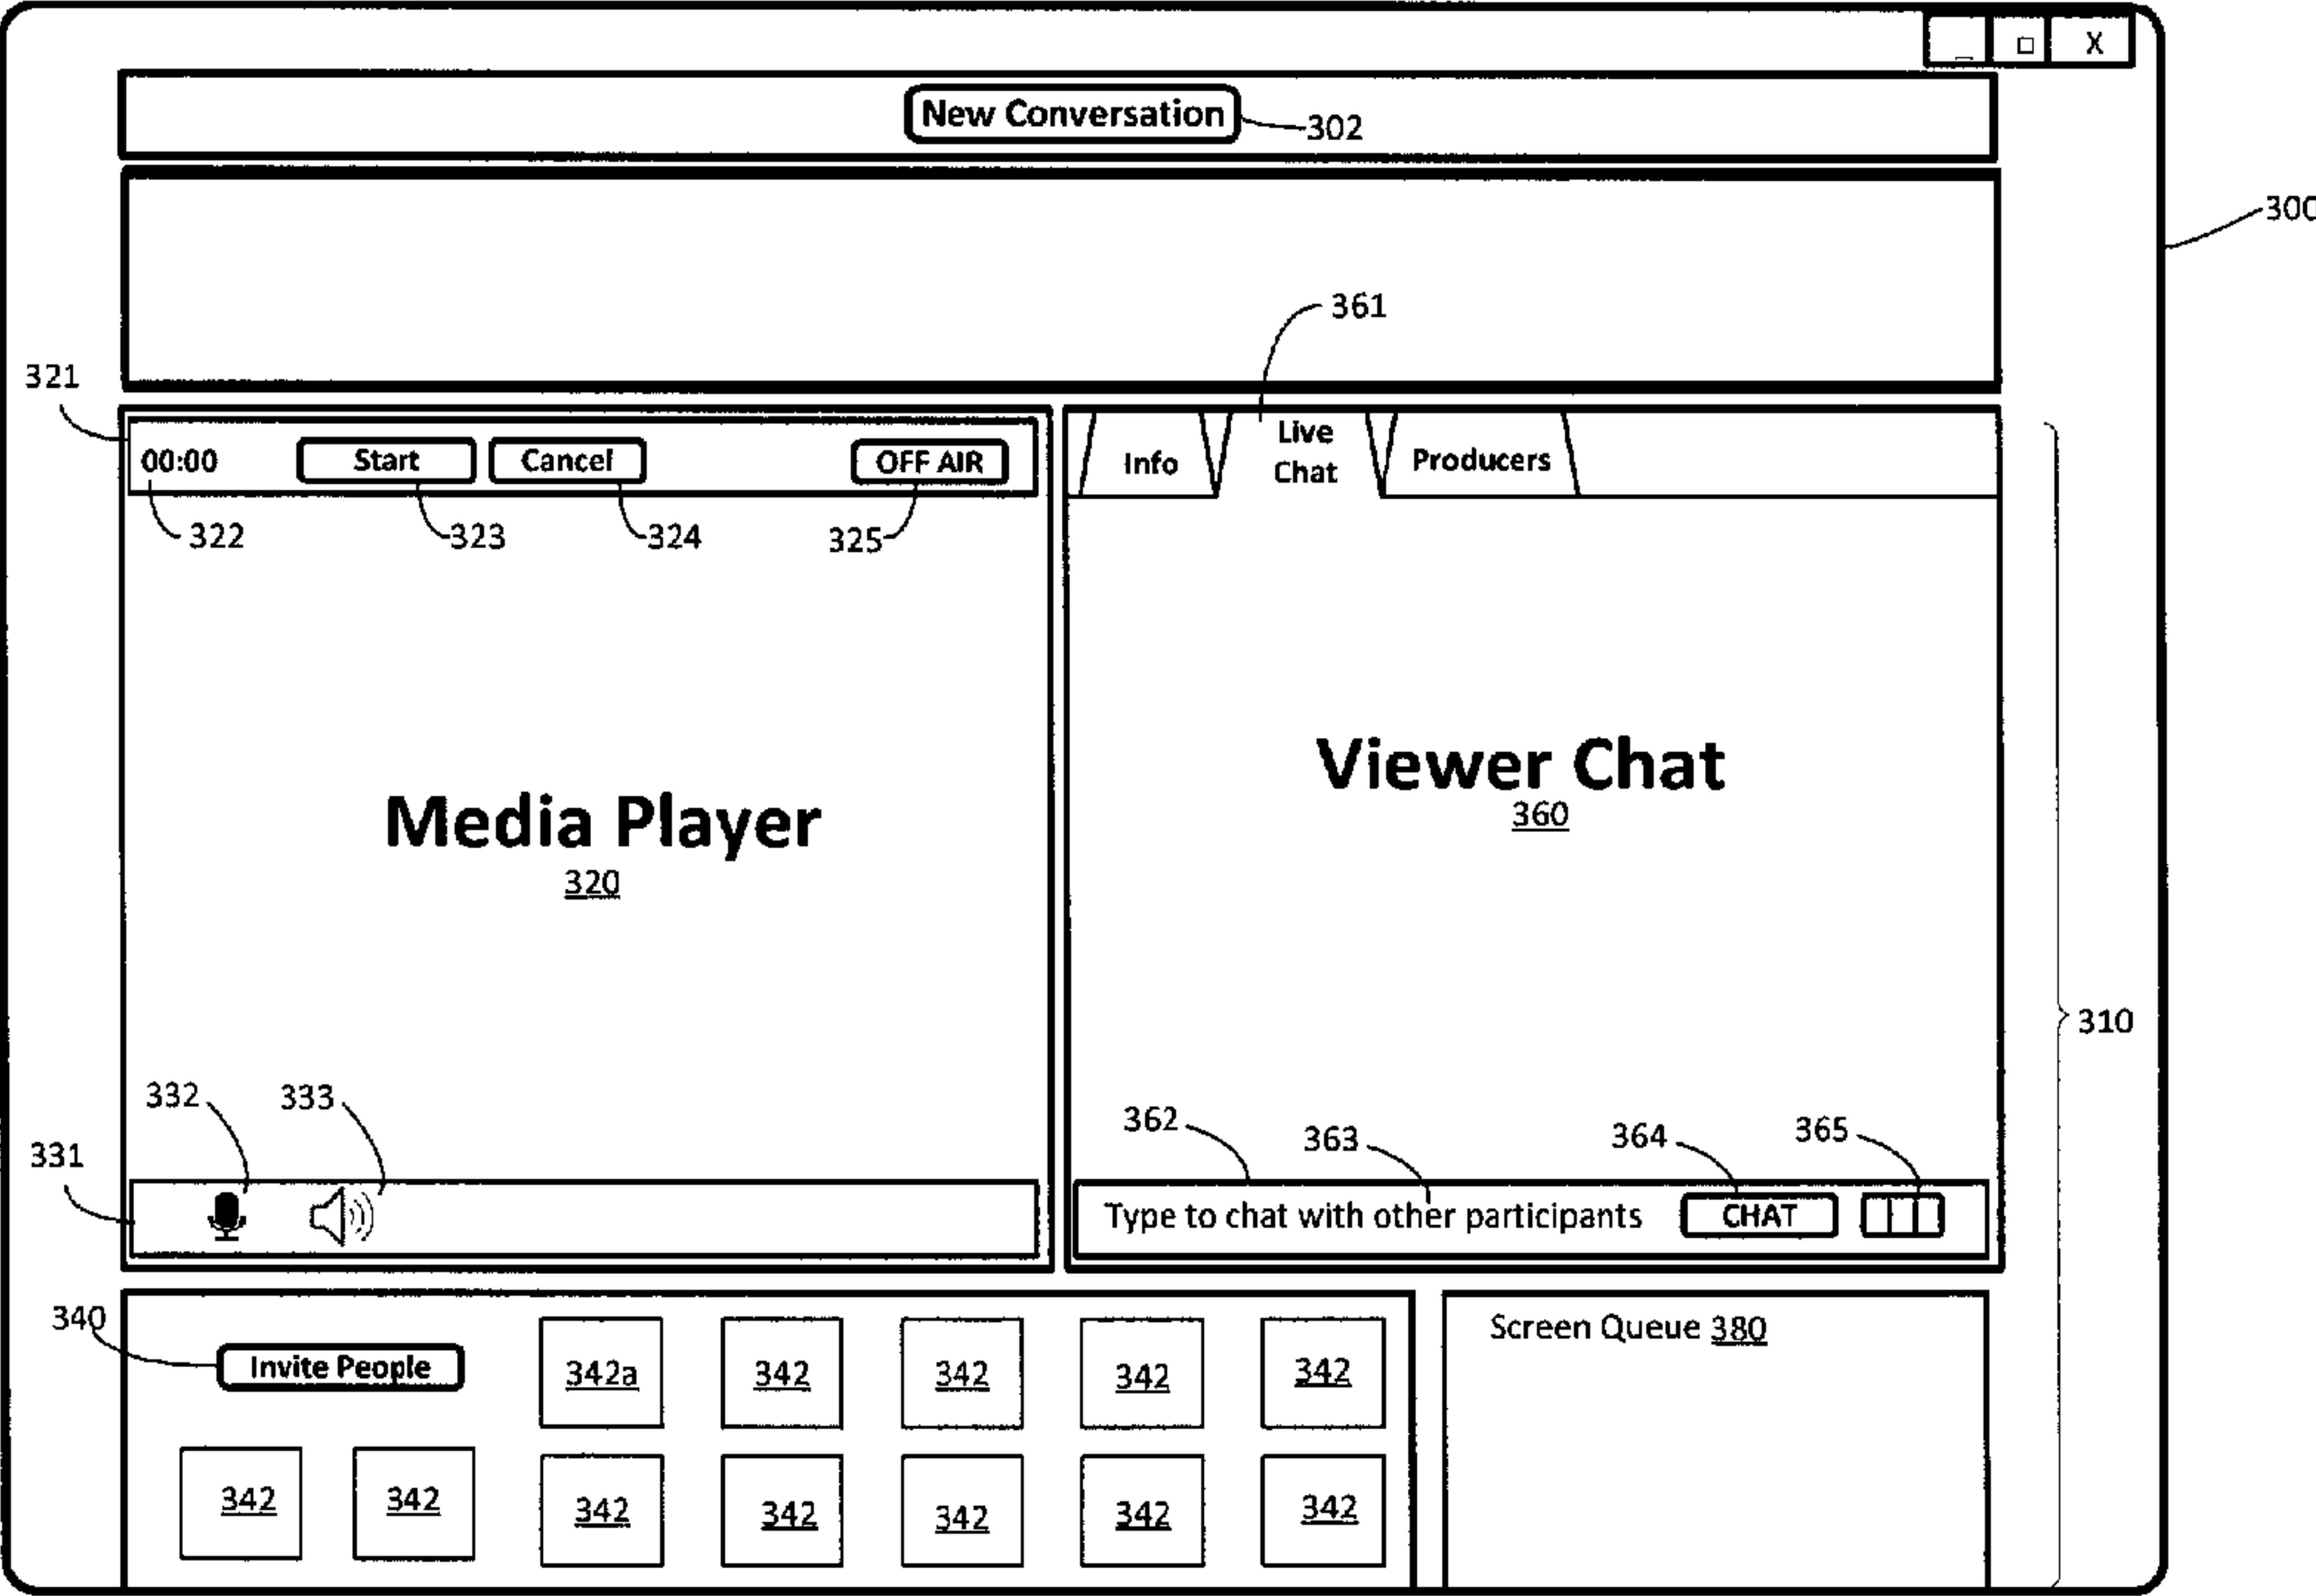 X
New Conversation
302
300
361
321
00:00 Start Cancel OFF AIR
322 323 324 325
Info Live Chat Producers
Media Player
320
Viewer Chat
360
310
332 333
331
362 363 364 365
Type to chat with other participants CHAT
340
Invite People
342a 342 342 342 342
342 342 342 342 342 342 342
Screen Queue 380